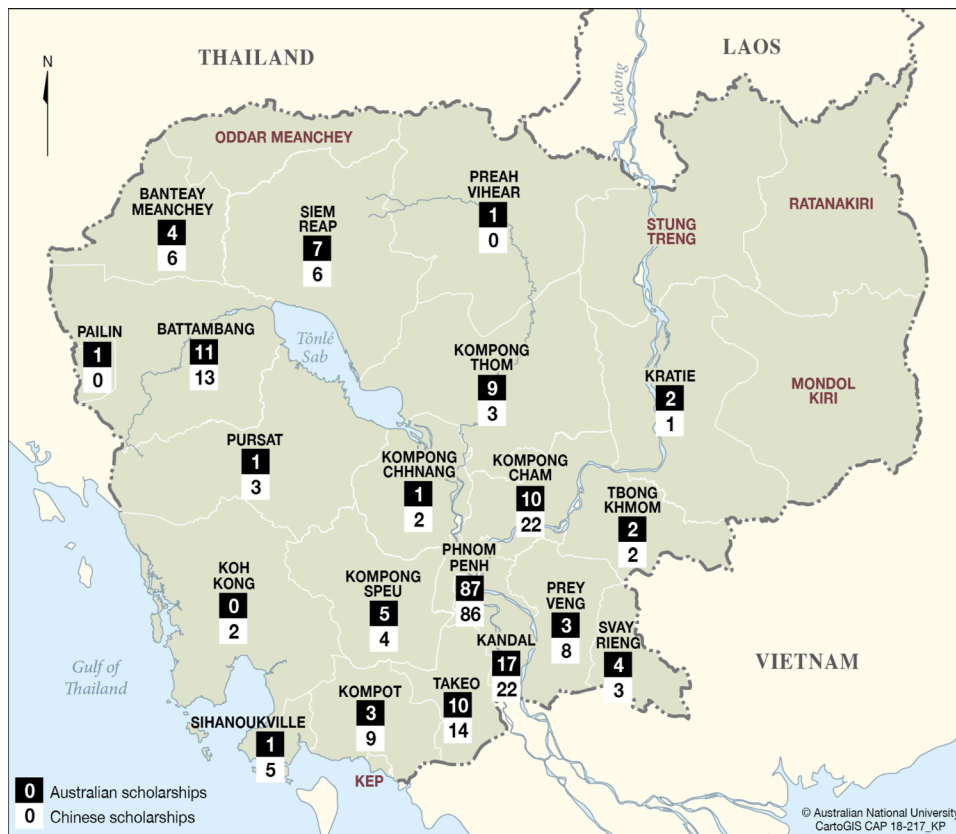 THAILAND
LAOS
N
Mekong
ODDAR MEANCHEY
BANTEAY
MEANCHEY
4
6
SIEM
REAP
7
6
PREAH
VIHEAR
1
0
STUNG
TRENG
RATANAKIRI
PAILIN
1
0
BATTAMBANG
11
13
Tônlé
Sab
KOMPONG
THOM
9
3
KRATIE
2
1
MONDOL
KIRI
PURSAT
1
3
KOMPONG
CHHNANG
1
2
KOMPONG
CHAM
10
22
TBONG
KHMOM
2
2
KOH
KONG
0
2
KOMPONG
SPEU
5
4
PHNOM
PENH
87
86
PREY
VENG
3
8
SVAY
RIENG
4
3
KANDAL
17
22
VIETNAM
Gulf of
Thailand
SIHANOUKVILLE
1
5
KOMPOT
3
9
TAKEO
10
14
KEP
0 Australian scholarships
0 Chinese scholarships
© Australian National University
CartoGIS CAP 18-217_KP